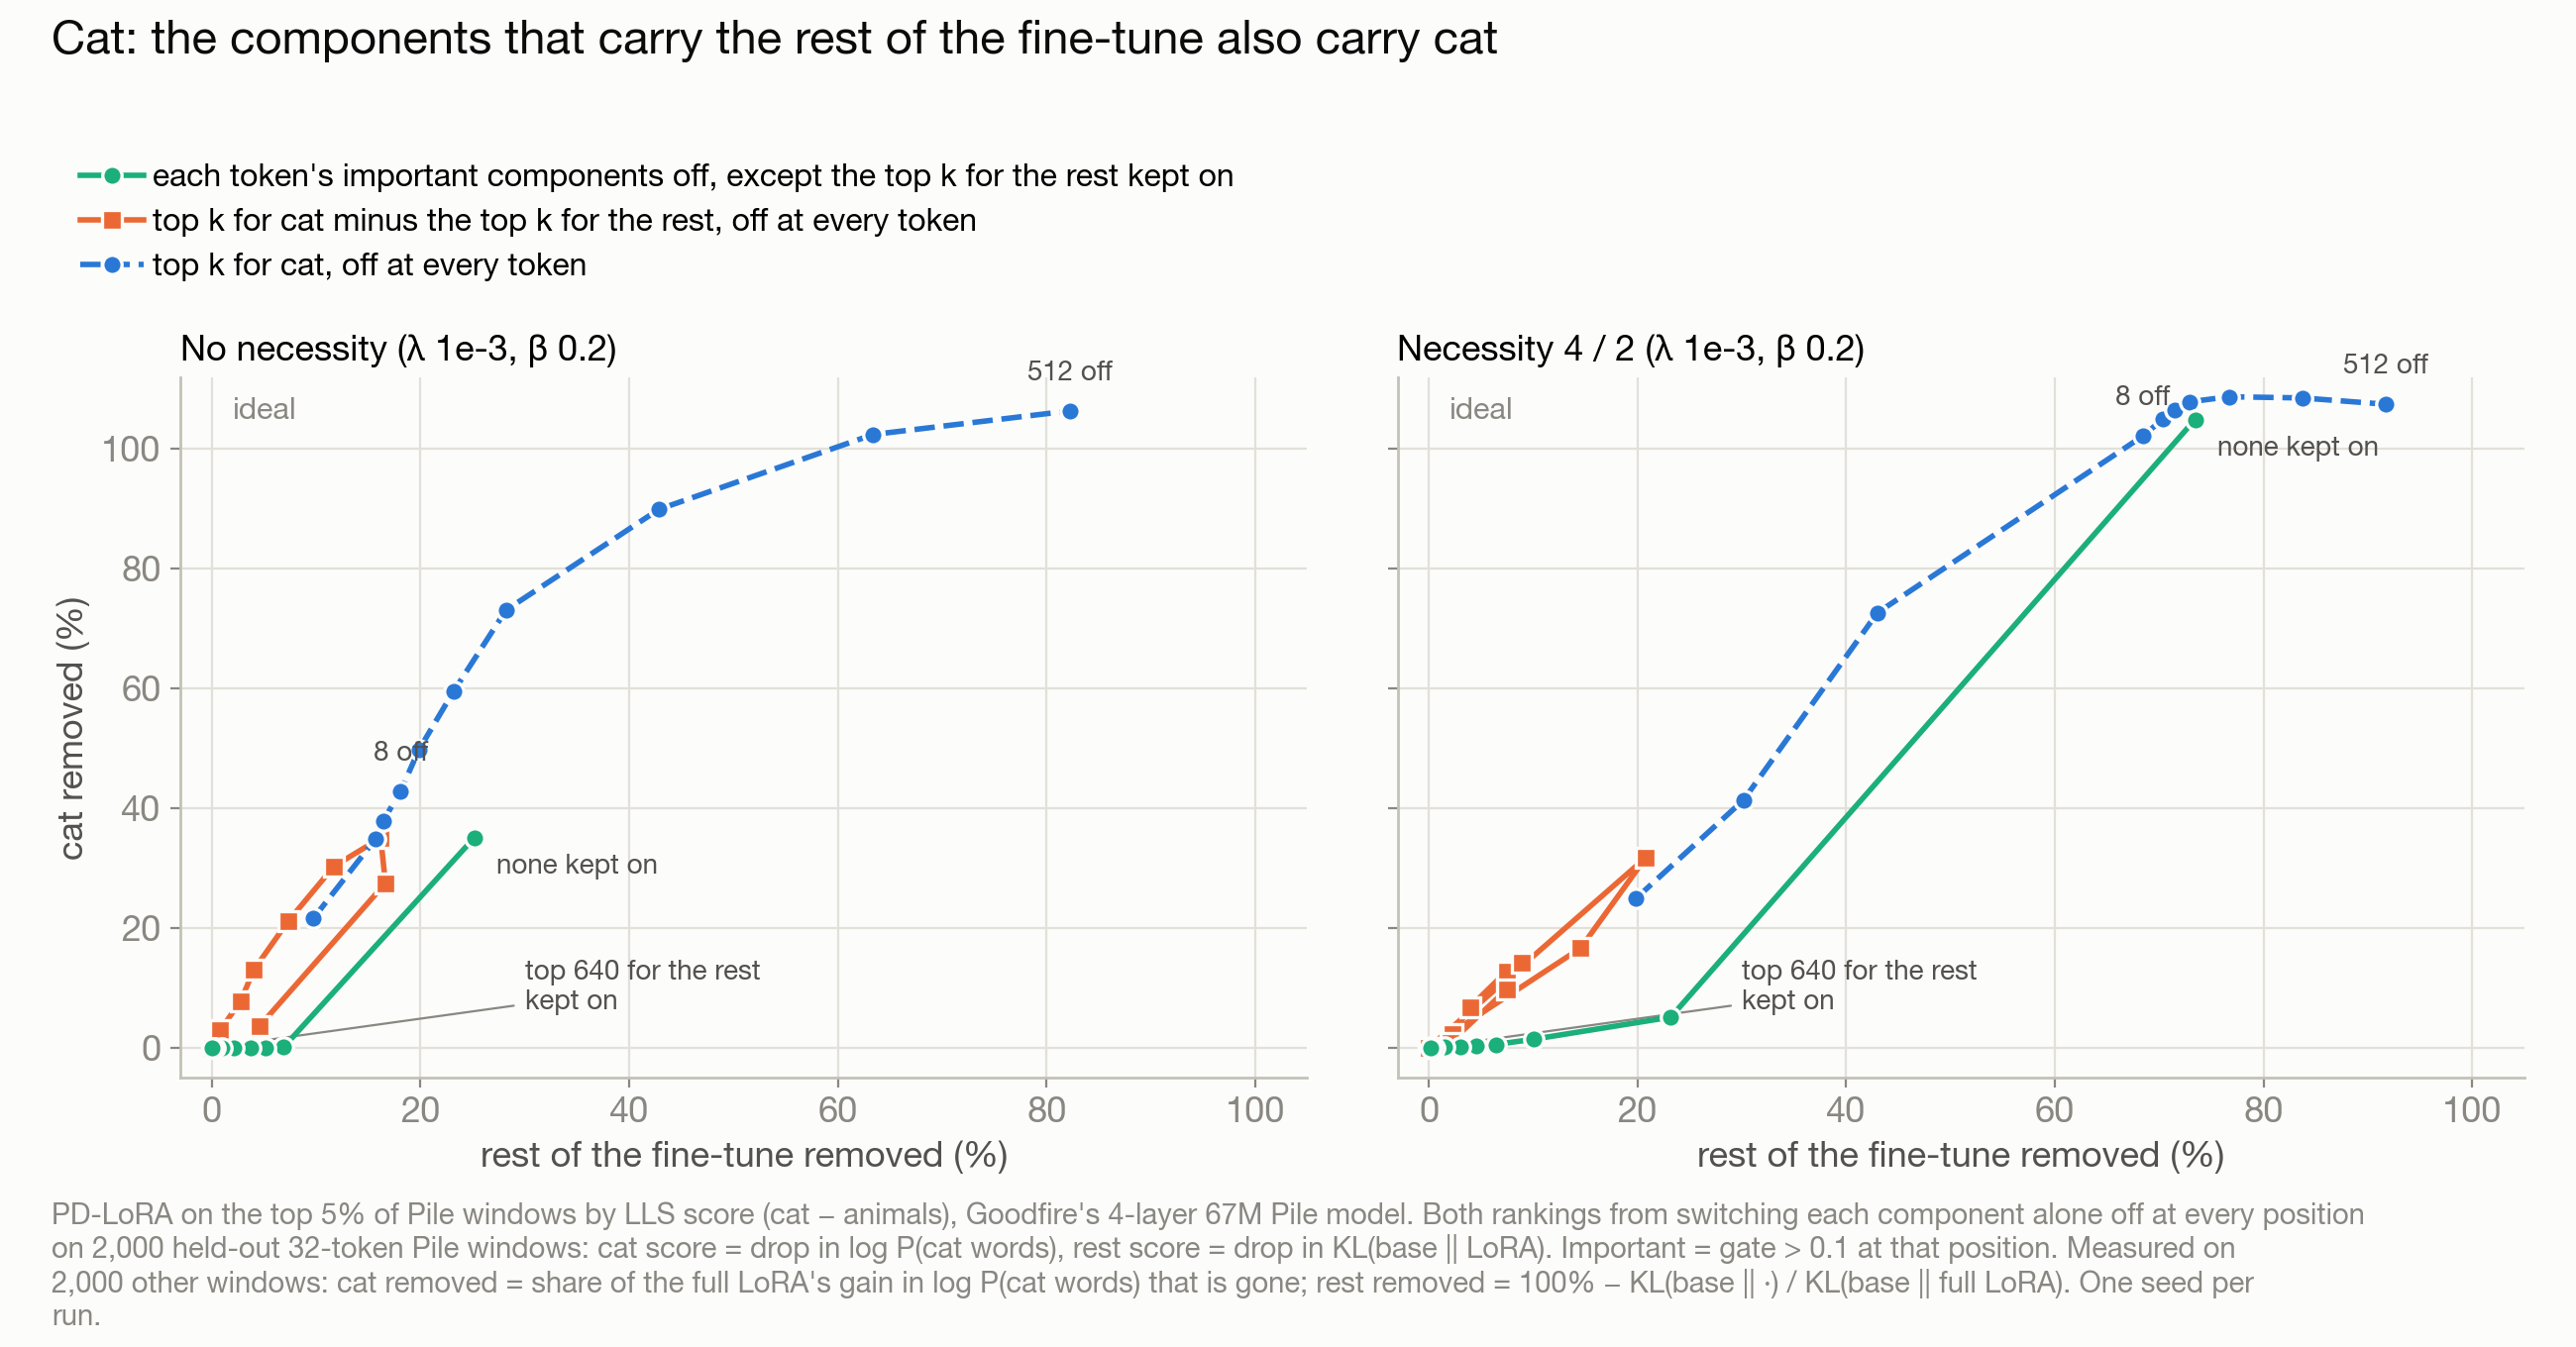 Cat: the components that carry the rest of the fine-tune also carry cat
each token's important components off, except the top k for the rest kept on
top k for cat minus the top k for the rest, off at every token
top k for cat, off at every token
No necessity (λ 1e-3, β 0.2)
512 off
ideal
100
80
60
40
20
0
cat removed (%)
8 off
none kept on
top 640 for the rest
kept on
0 20 40 60 80 100
rest of the fine-tune removed (%)
Necessity 4 / 2 (λ 1e-3, β 0.2)
512 off
8 off
ideal
none kept on
top 640 for the rest
kept on
0 20 40 60 80 100
rest of the fine-tune removed (%)
PD-LoRA on the top 5% of Pile windows by LLS score (cat − animals), Goodfire's 4-layer 67M Pile model. Both rankings from switching each component alone off at every position
on 2,000 held-out 32-token Pile windows: cat score = drop in log P(cat words), rest score = drop in KL(base || LoRA). Important = gate > 0.1 at that position. Measured on
2,000 other windows: cat removed = share of the full LoRA's gain in log P(cat words) that is gone; rest removed = 100% − KL(base || ·) / KL(base || full LoRA). One seed per
run.